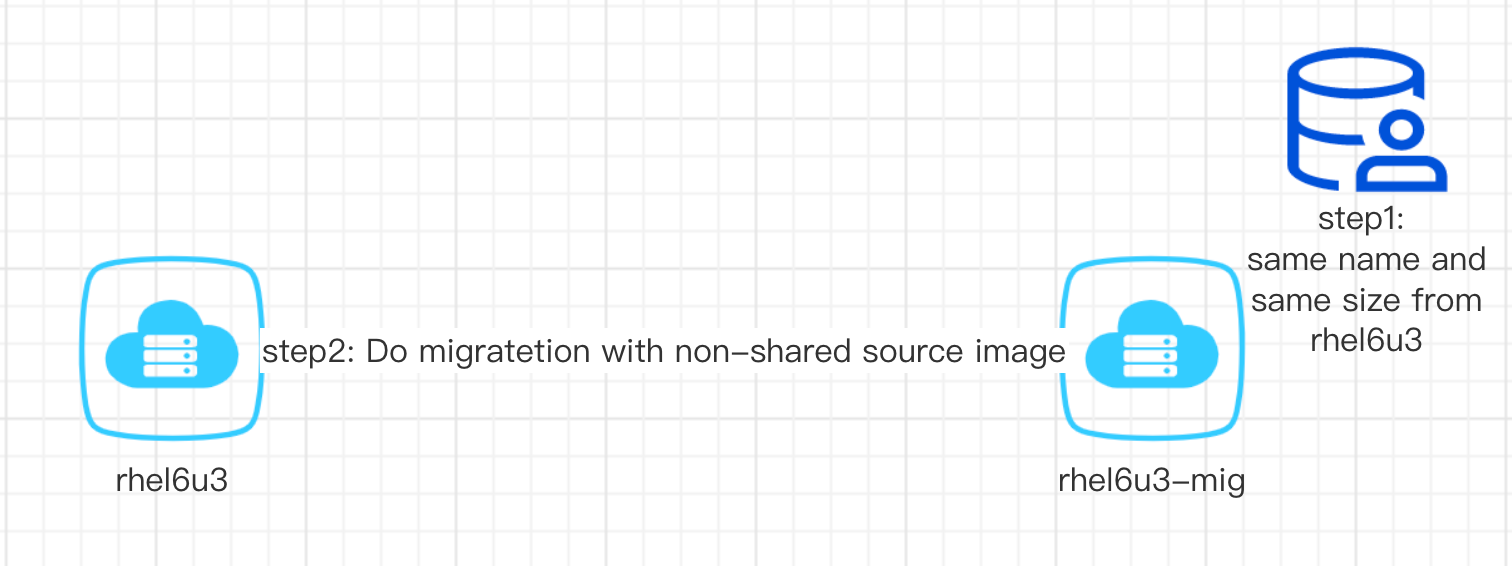 step1:
same name and
same size from
rhel6u3
step2: Do migratetion with non-shared source image
rhel6u3
rhel6u3-mig